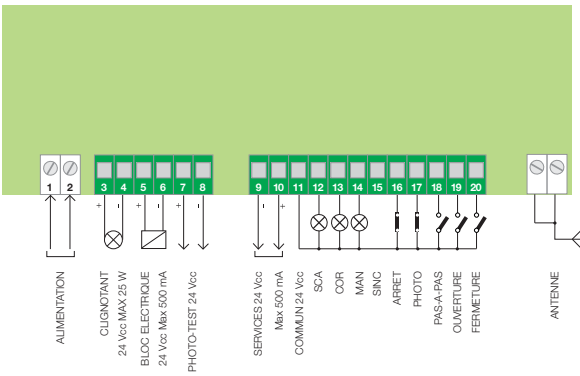 1 2
3 4 5 6 7 8
9 10 11 12 13 14 15 16 17 18 19 20
+ - + - + -
- +
ALIMENTATION
CLIGNOTANT
24 Vcc MAX 25 W
BLOC ELECTRIQUE
24 Vcc Max 500 mA
PHOTO-TEST 24 Vcc
SERVICES 24 Vcc
Max 500 mA
COMMUN 24 Vcc
SCA
COR
MAN
SINC
ARRET
PHOTO
PAS-A-PAS
OUVERTURE
FERMETURE
ANTENNE